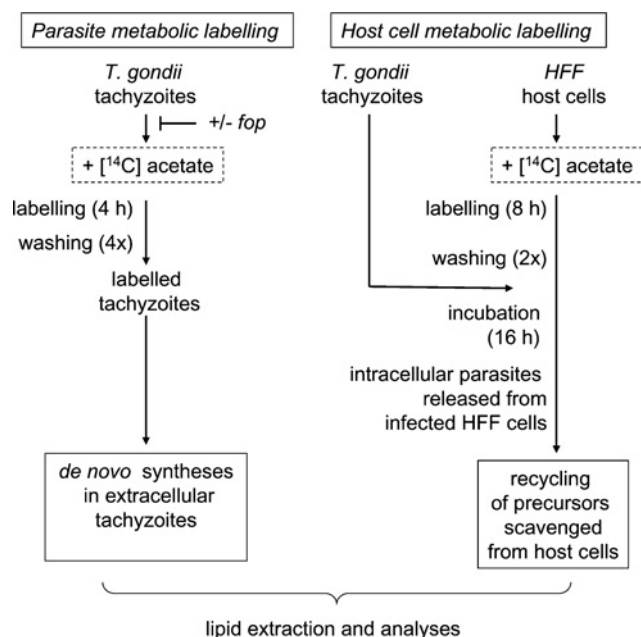 Parasite metabolic labelling
T. gondii
tachyzoites
+/- fop
+ [¹⁴C] acetate
labelling (4 h)
washing (4x)
labelled
tachyzoites
de novo syntheses
in extracellular
tachyzoites
Host cell metabolic labelling
T. gondii
tachyzoites
HFF
host cells
+ [¹⁴C] acetate
labelling (8 h)
washing (2x)
incubation
(16 h)
intracellular parasites
released from
infected HFF cells
recycling
of precursors
scavenged
from host cells
lipid extraction and analyses